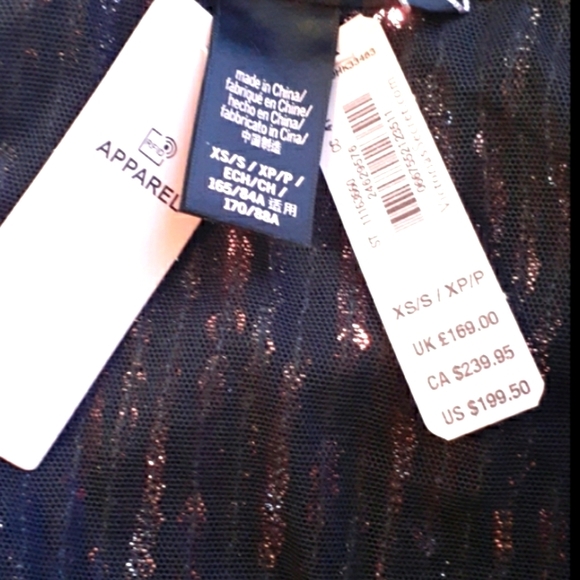 RFID
APPAREL
made in China/
fabriqué en Chine/
hecho en China/
fabbricato in Cina/
中国制造
XS/S / XP/P /
ECH/CH /
165/84A 适用
170/88A
XS/S / XP/P
UK £169.00
CA $239.95
US $199.50